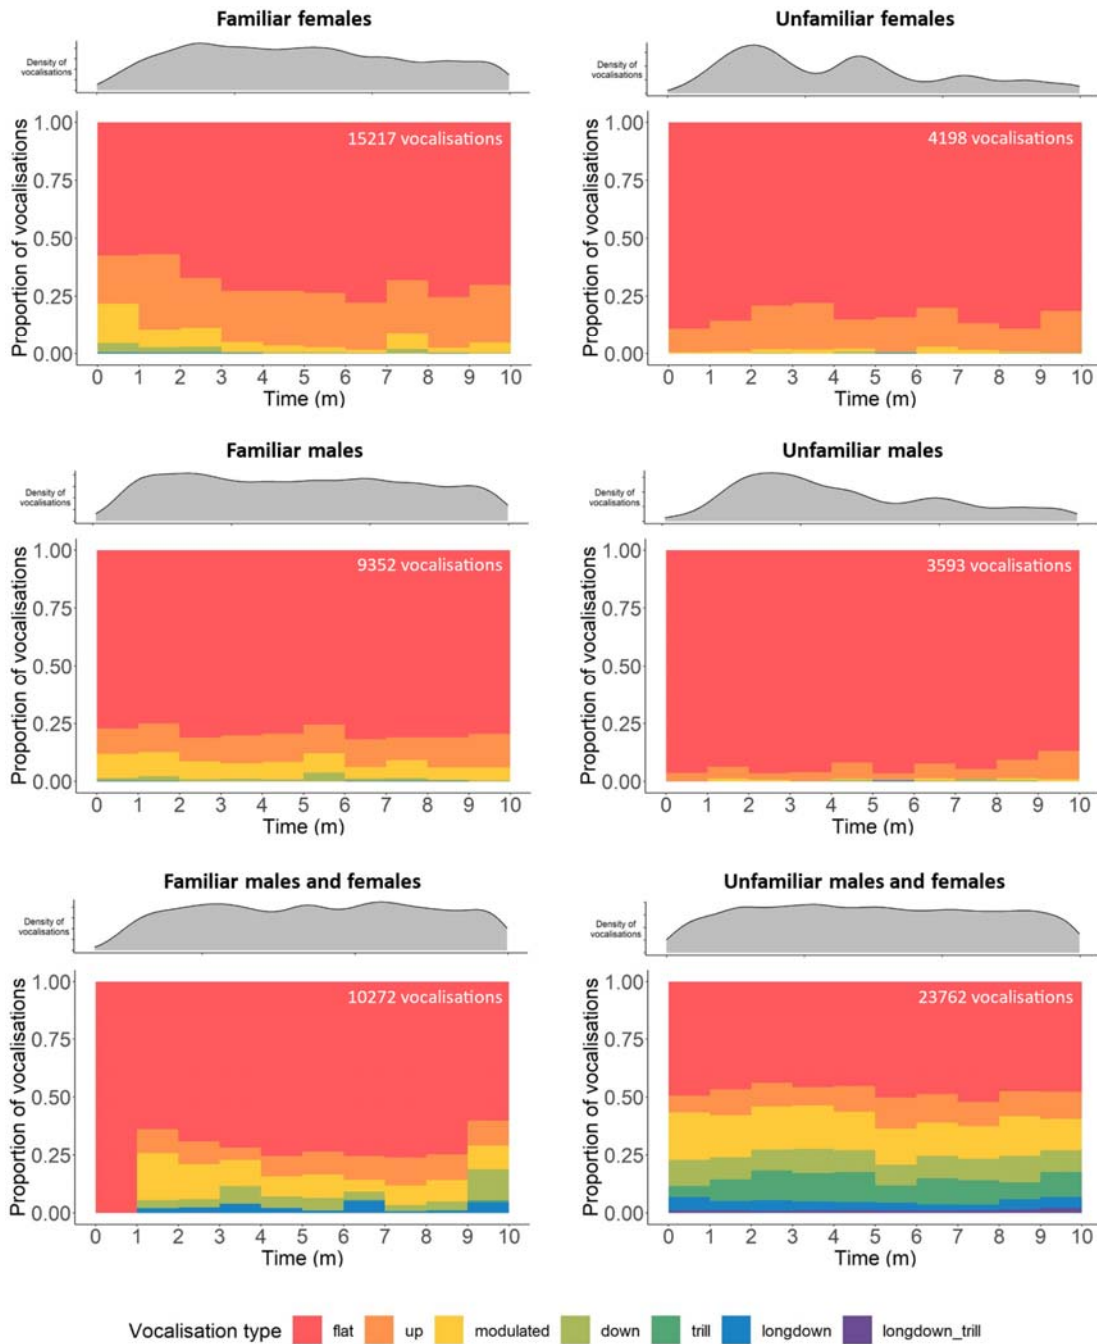 Familiar females
Density of
vocalisations
15217 vocalisations
Proportion of vocalisations
1.00
0.75
0.50
0.25
0.00
0 1 2 3 4 5 6 7 8 9 10
Time (m)
Unfamiliar females
Density of
vocalisations
4198 vocalisations
Proportion of vocalisations
1.00
0.75
0.50
0.25
0.00
0 1 2 3 4 5 6 7 8 9 10
Time (m)
Familiar males
Density of
vocalisations
9352 vocalisations
Proportion of vocalisations
1.00
0.75
0.50
0.25
0.00
0 1 2 3 4 5 6 7 8 9 10
Time (m)
Unfamiliar males
Density of
vocalisations
3593 vocalisations
Proportion of vocalisations
1.00
0.75
0.50
0.25
0.00
0 1 2 3 4 5 6 7 8 9 10
Time (m)
Familiar males and females
Density of
vocalisations
10272 vocalisations
Proportion of vocalisations
1.00
0.75
0.50
0.25
0.00
0 1 2 3 4 5 6 7 8 9 10
Time (m)
Unfamiliar males and females
Density of
vocalisations
23762 vocalisations
Proportion of vocalisations
1.00
0.75
0.50
0.25
0.00
0 1 2 3 4 5 6 7 8 9 10
Time (m)
Vocalisation type flat up modulated down trill longdown longdown_trill